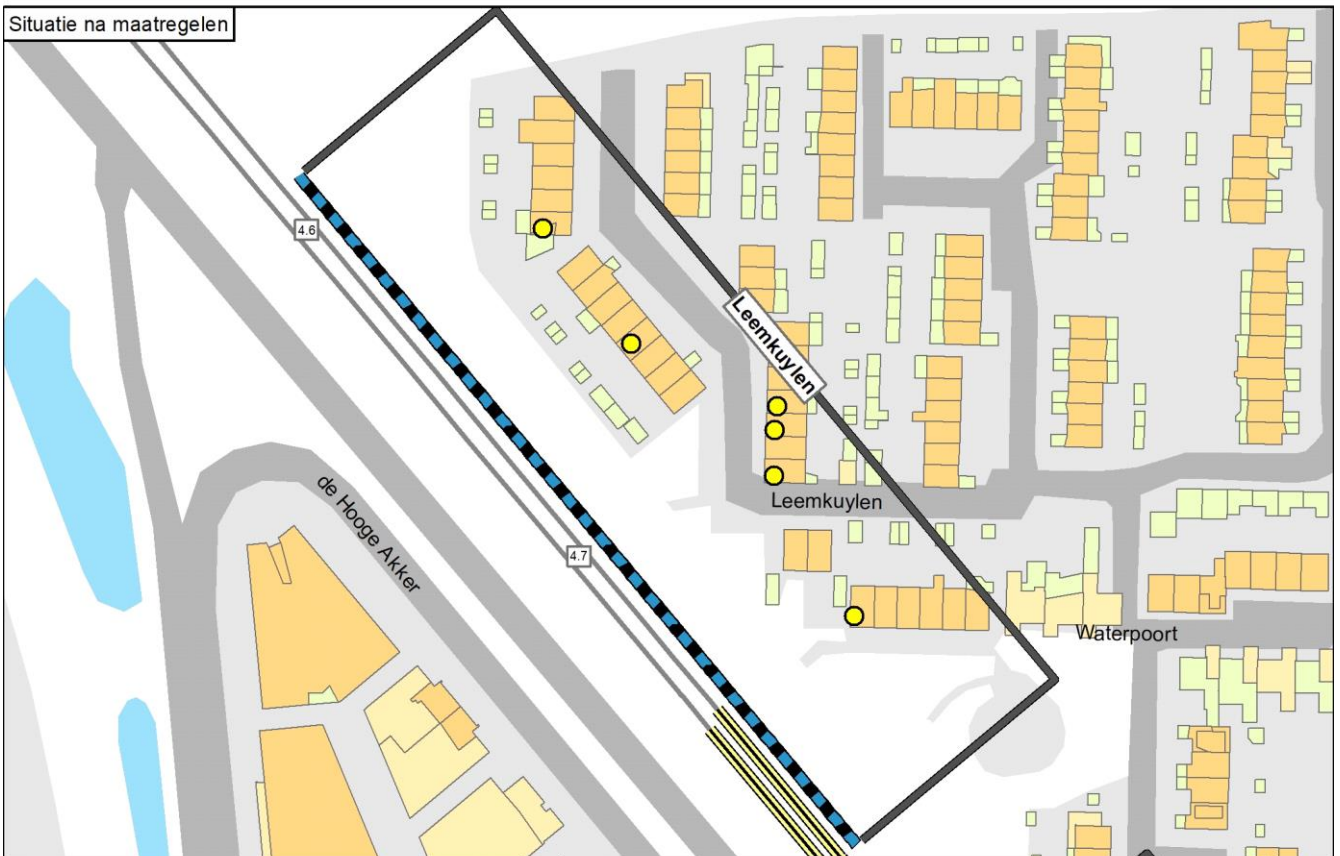 Situatie na maatregelen
4.6
Leemkuylen
de Hooge Akker
Leemkuylen
4.7
Waterpoort